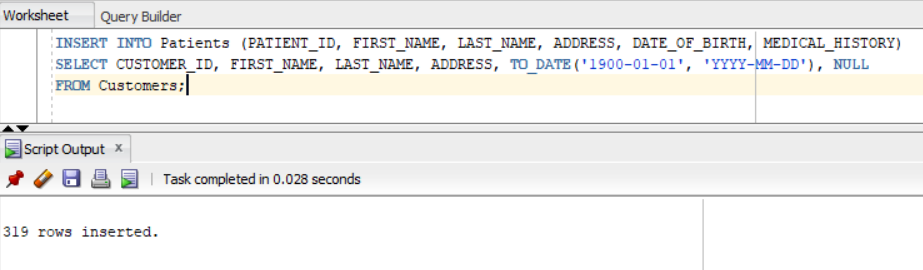 Worksheet Query Builder
INSERT INTO Patients (PATIENT_ID, FIRST_NAME, LAST_NAME, ADDRESS, DATE_OF_BIRTH, MEDICAL_HISTORY)
SELECT CUSTOMER_ID, FIRST_NAME, LAST_NAME, ADDRESS, TO_DATE('1900-01-01', 'YYYY-MM-DD'), NULL
FROM Customers;
Script Output x
Task completed in 0.028 seconds
319 rows inserted.